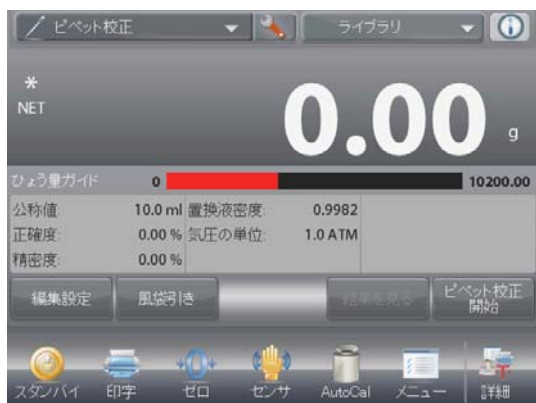 ピペット校正 ライブラリ
*
NET
0.00 g
ひょう量ガイド 0 10200.00
公称値: 10.0 ml 置換液密度: 0.9982
正確度: 0.00 % 気圧の単位: 1.0 ATM
精密度: 0.00 %
編集設定 風袋引き 結果を見る ピペット校正
開始
スタンバイ 印字 ゼロ センサ AutoCal メニュー 詳細